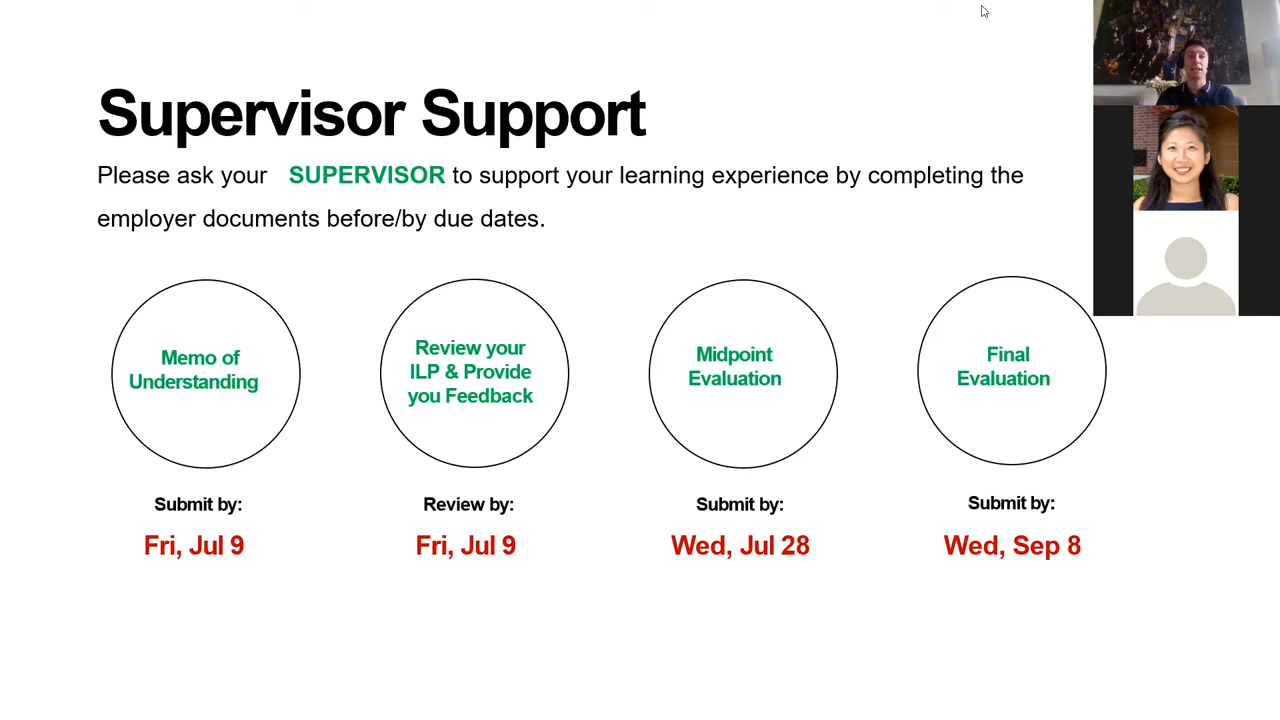 Supervisor Support
Please ask your SUPERVISOR to support your learning experience by completing the
employer documents before/by due dates.
Memo of
Understanding
Submit by:
Fri, Jul 9
Review your
ILP & Provide
you Feedback
Review by:
Fri, Jul 9
Midpoint
Evaluation
Submit by:
Wed, Jul 28
Final
Evaluation
Submit by:
Wed, Sep 8